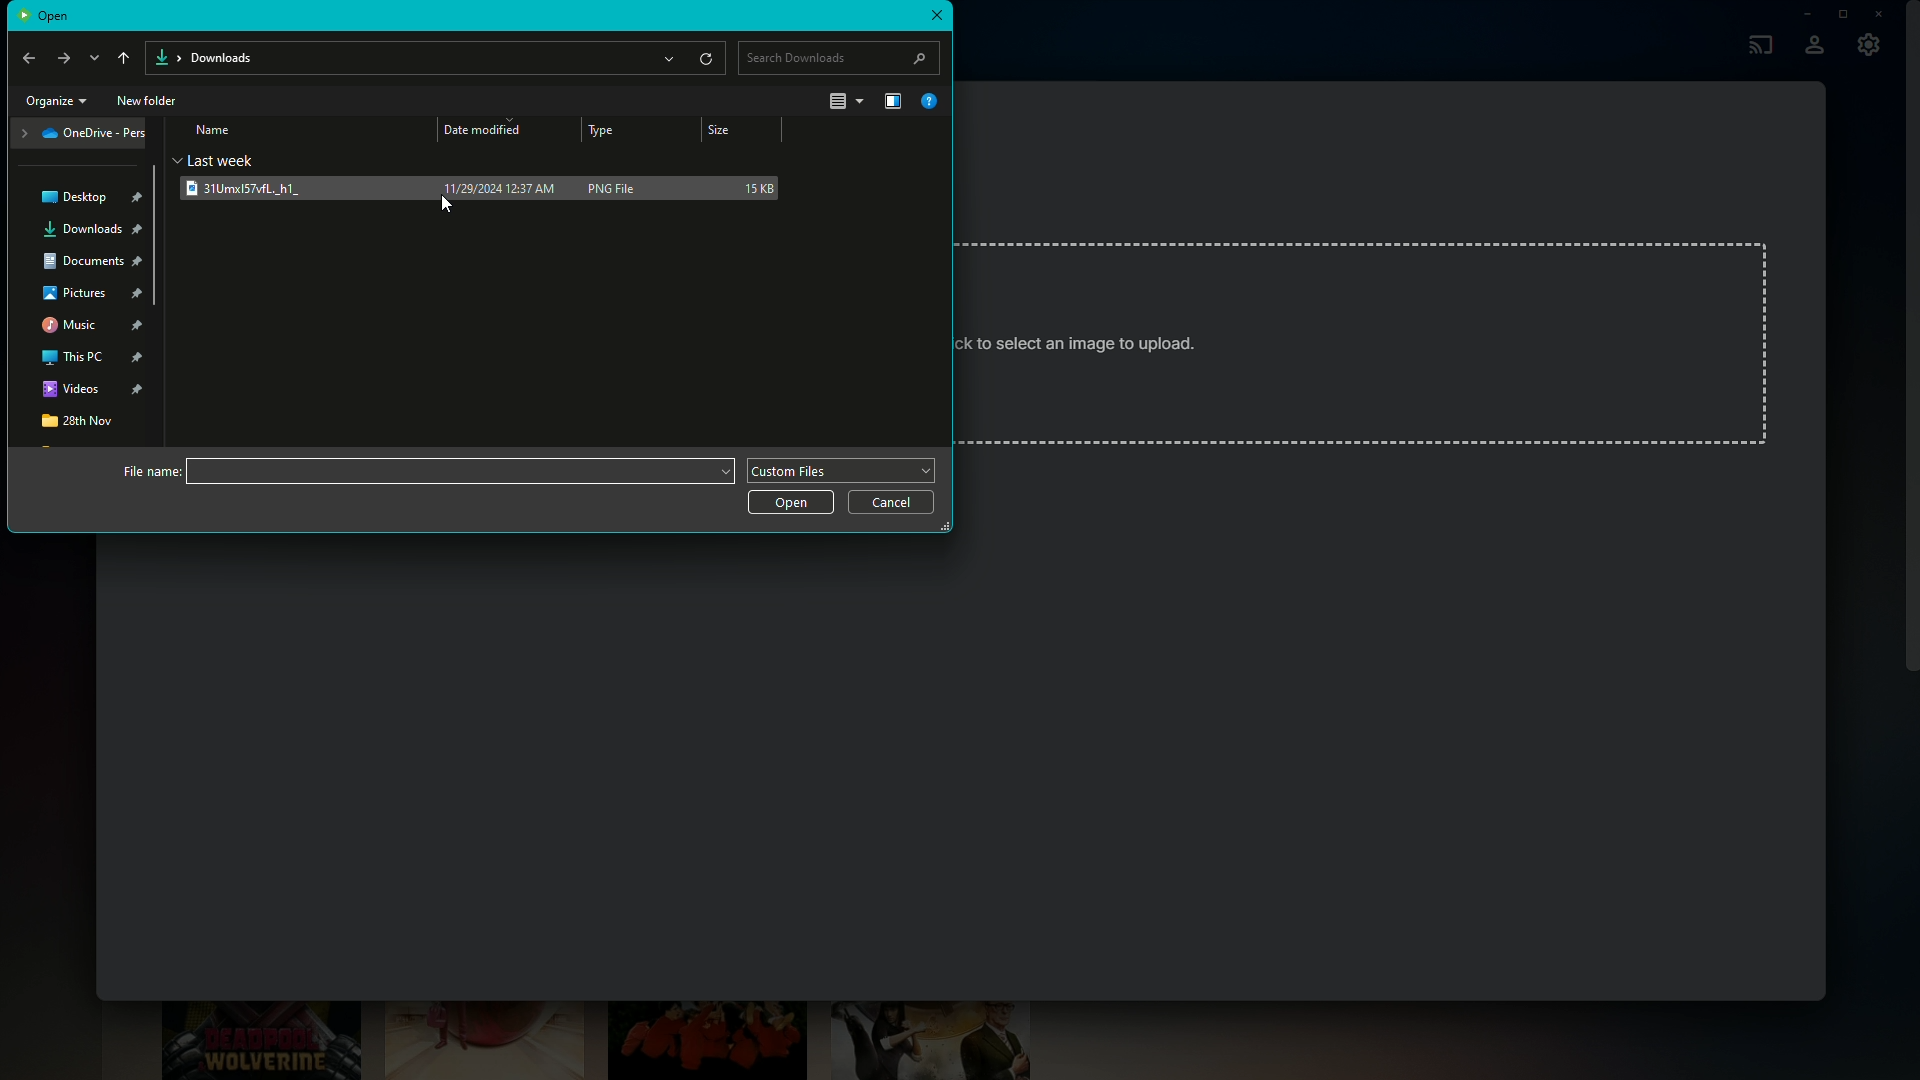 Open
Downloads
Search Downloads
Organize
New folder
OneDrive - Pers
Name
Date modified
Type
Size
Last week
31UmxI57vfL._h1_
11/29/2024 12:37 AM
PNG File
15 KB
Desktop
Downloads
Documents
Pictures
Music
This PC
Videos
28th Nov
ck to select an image to upload.
File name:
Custom Files
Open
Cancel
DEADPOOL
WOLVERINE